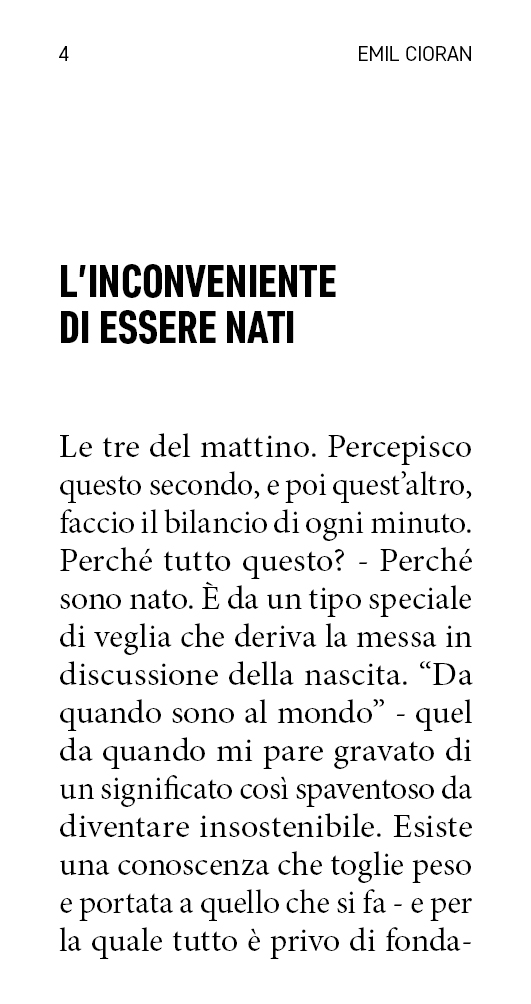 4 EMIL CIORAN
L'INCONVENIENTE
DI ESSERE NATI
Le tre del mattino. Percepisco
questo secondo, e poi quest’altro,
faccio il bilancio di ogni minuto.
Perché tutto questo? - Perché
sono nato. È da un tipo speciale
di veglia che deriva la messa in
discussione della nascita. “Da
quando sono al mondo” - quel
da quando mi pare gravato di
un significato così spaventoso da
diventare insostenibile. Esiste
una conoscenza che toglie peso
e portata a quello che si fa - e per
la quale tutto è privo di fonda-